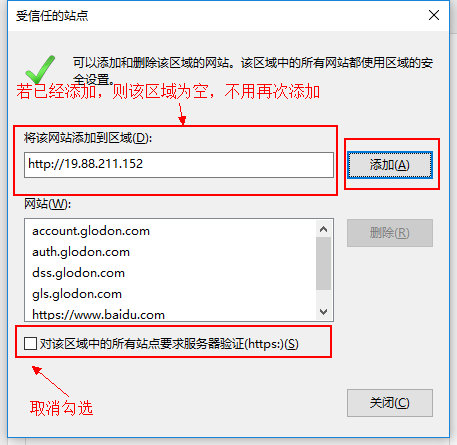 受信任的站点
可以添加和删除该区域的网站。该区域中的所有网站都使用区域的安
全设置。
若已经添加，则该区域为空，不用再次添加
将该网站添加到区域(D):
http://19.88.211.152
添加(A)
网站(W):
account.glodon.com
auth.glodon.com
dss.glodon.com
gls.glodon.com
https://www.baidu.com
删除(R)
对该区域中的所有站点要求服务器验证(https:)(S)
取消勾选
关闭(C)